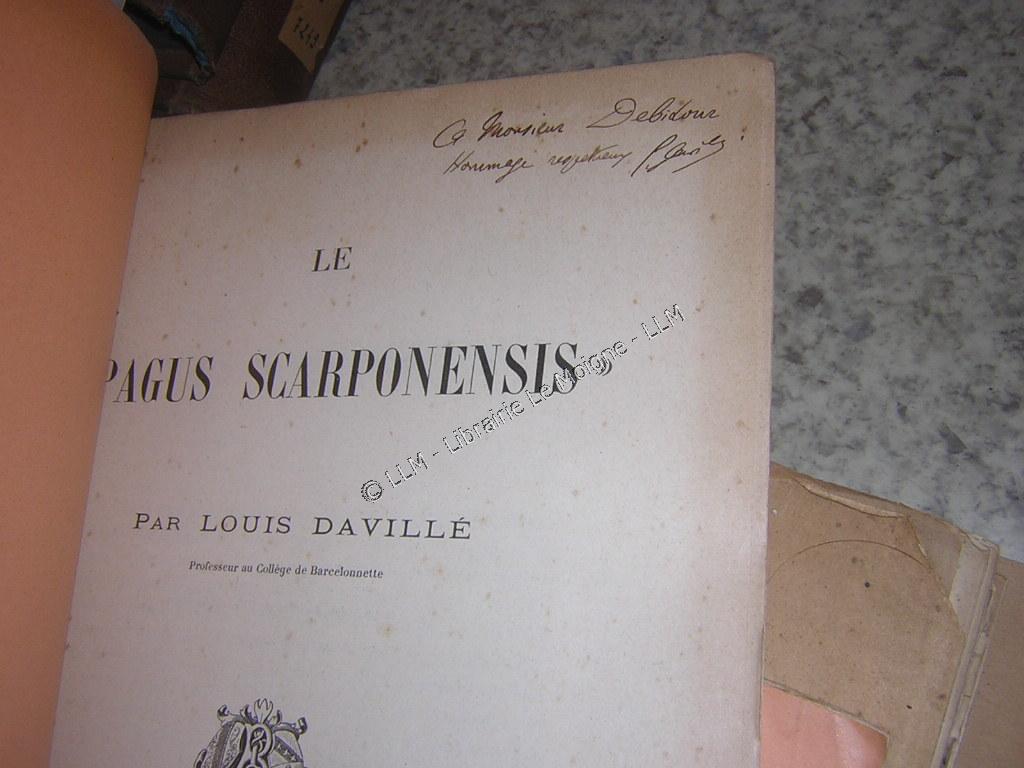 A Monsieur Debidour
Hommage respectueux
LE
PAGUS SCARPONENSIS
© LLM - Librairie Le Moigne - LLM
PAR LOUIS DAVILLÉ
Professeur au Collège de Barcelonnette